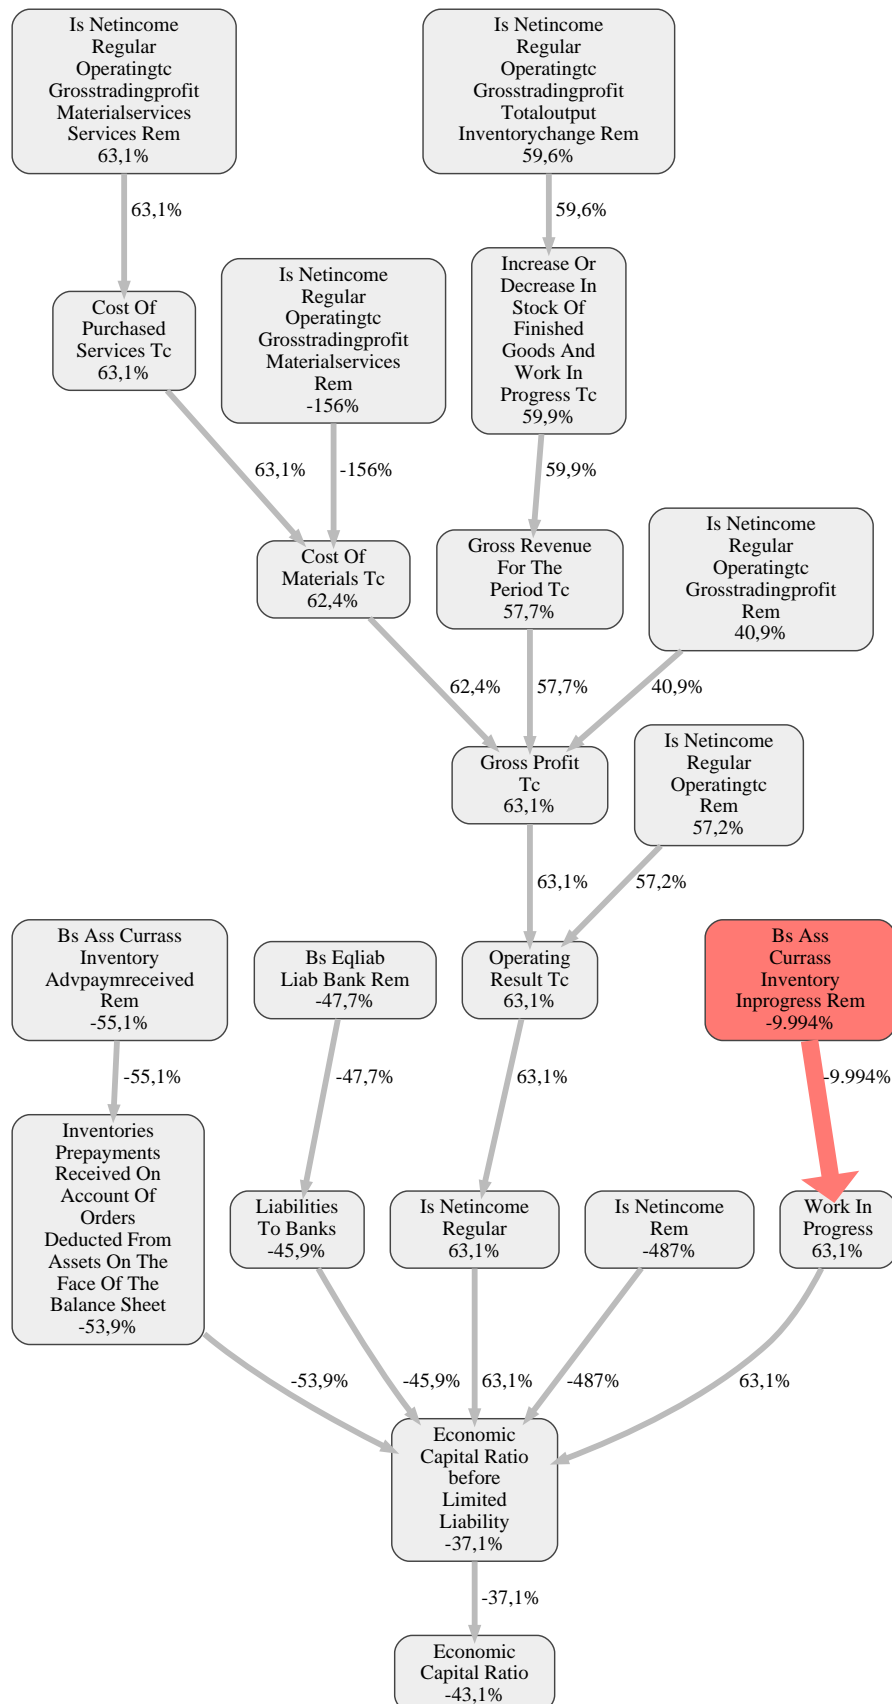 Is Netincome
Regular
Operatingtc
Grosstradingprofit
Materialservices
Services Rem
63,1%
Is Netincome
Regular
Operatingtc
Grosstradingprofit
Totaloutput
Inventorychange Rem
59,6%
63,1%
59,6%
Cost Of
Purchased
Services Tc
63,1%
Is Netincome
Regular
Operatingtc
Grosstradingprofit
Materialservices
Rem
-156%
Increase Or
Decrease In
Stock Of
Finished
Goods And
Work In
Progress Tc
59,9%
63,1%
-156%
59,9%
Cost Of
Materials Tc
62,4%
Gross Revenue
For The
Period Tc
57,7%
Is Netincome
Regular
Operatingtc
Grosstradingprofit
Rem
40,9%
62,4%
57,7%
40,9%
Gross Profit
Tc
63,1%
Is Netincome
Regular
Operatingtc
Rem
57,2%
63,1%
57,2%
Bs Ass Currass
Inventory
Advpaymreceived
Rem
-55,1%
Bs Eqliab
Liab Bank Rem
-47,7%
Operating
Result Tc
63,1%
Bs Ass
Currass
Inventory
Inprogress Rem
-9.994%
-55,1%
-47,7%
63,1%
-9.994%
Inventories
Prepayments
Received On
Account Of
Orders
Deducted From
Assets On The
Face Of The
Balance Sheet
-53,9%
Liabilities
To Banks
-45,9%
Is Netincome
Regular
63,1%
Is Netincome
Rem
-487%
Work In
Progress
63,1%
-53,9%
-45,9%
63,1%
-487%
63,1%
Economic
Capital Ratio
before
Limited
Liability
-37,1%
-37,1%
Economic
Capital Ratio
-43,1%